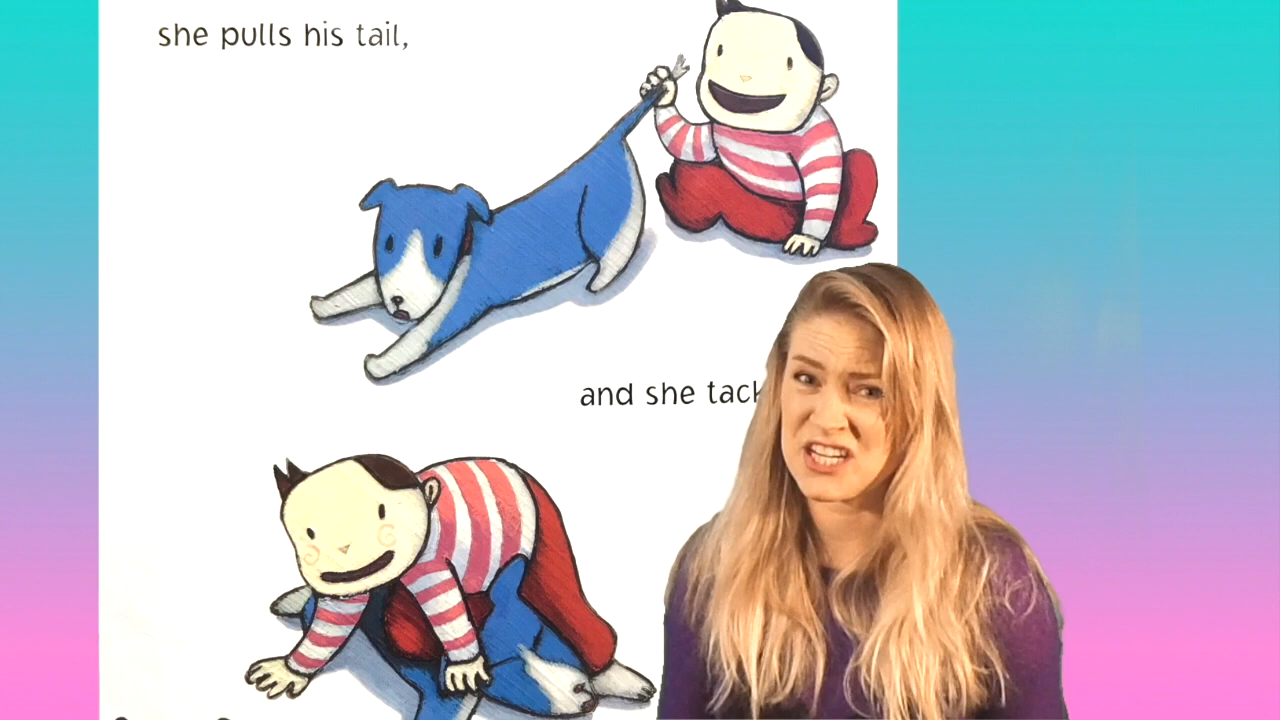 she pulls his tail,
and she tack